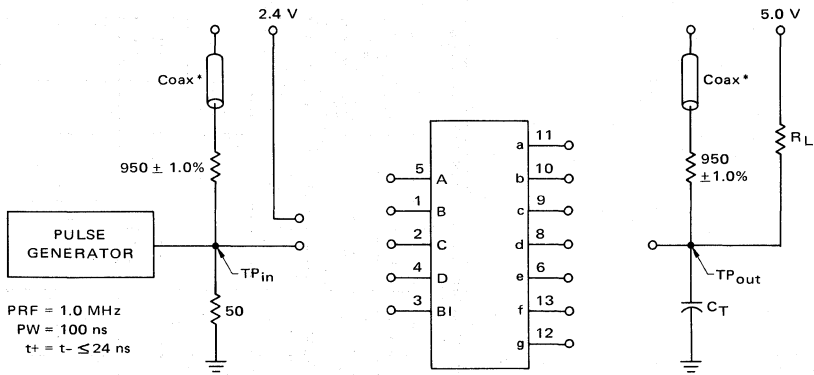 2.4 V
Coax*
950 ± 1.0%
PULSE
GENERATOR
TPin
50
PRF = 1.0 MHz
PW = 100 ns
t+ = t- ≤ 24 ns
5 A
1 B
2 C
4 D
3 BI
a 11
b 10
c 9
d 8
e 6
f 13
g 12
5.0 V
Coax*
RL
950
±1.0%
TPout
CT